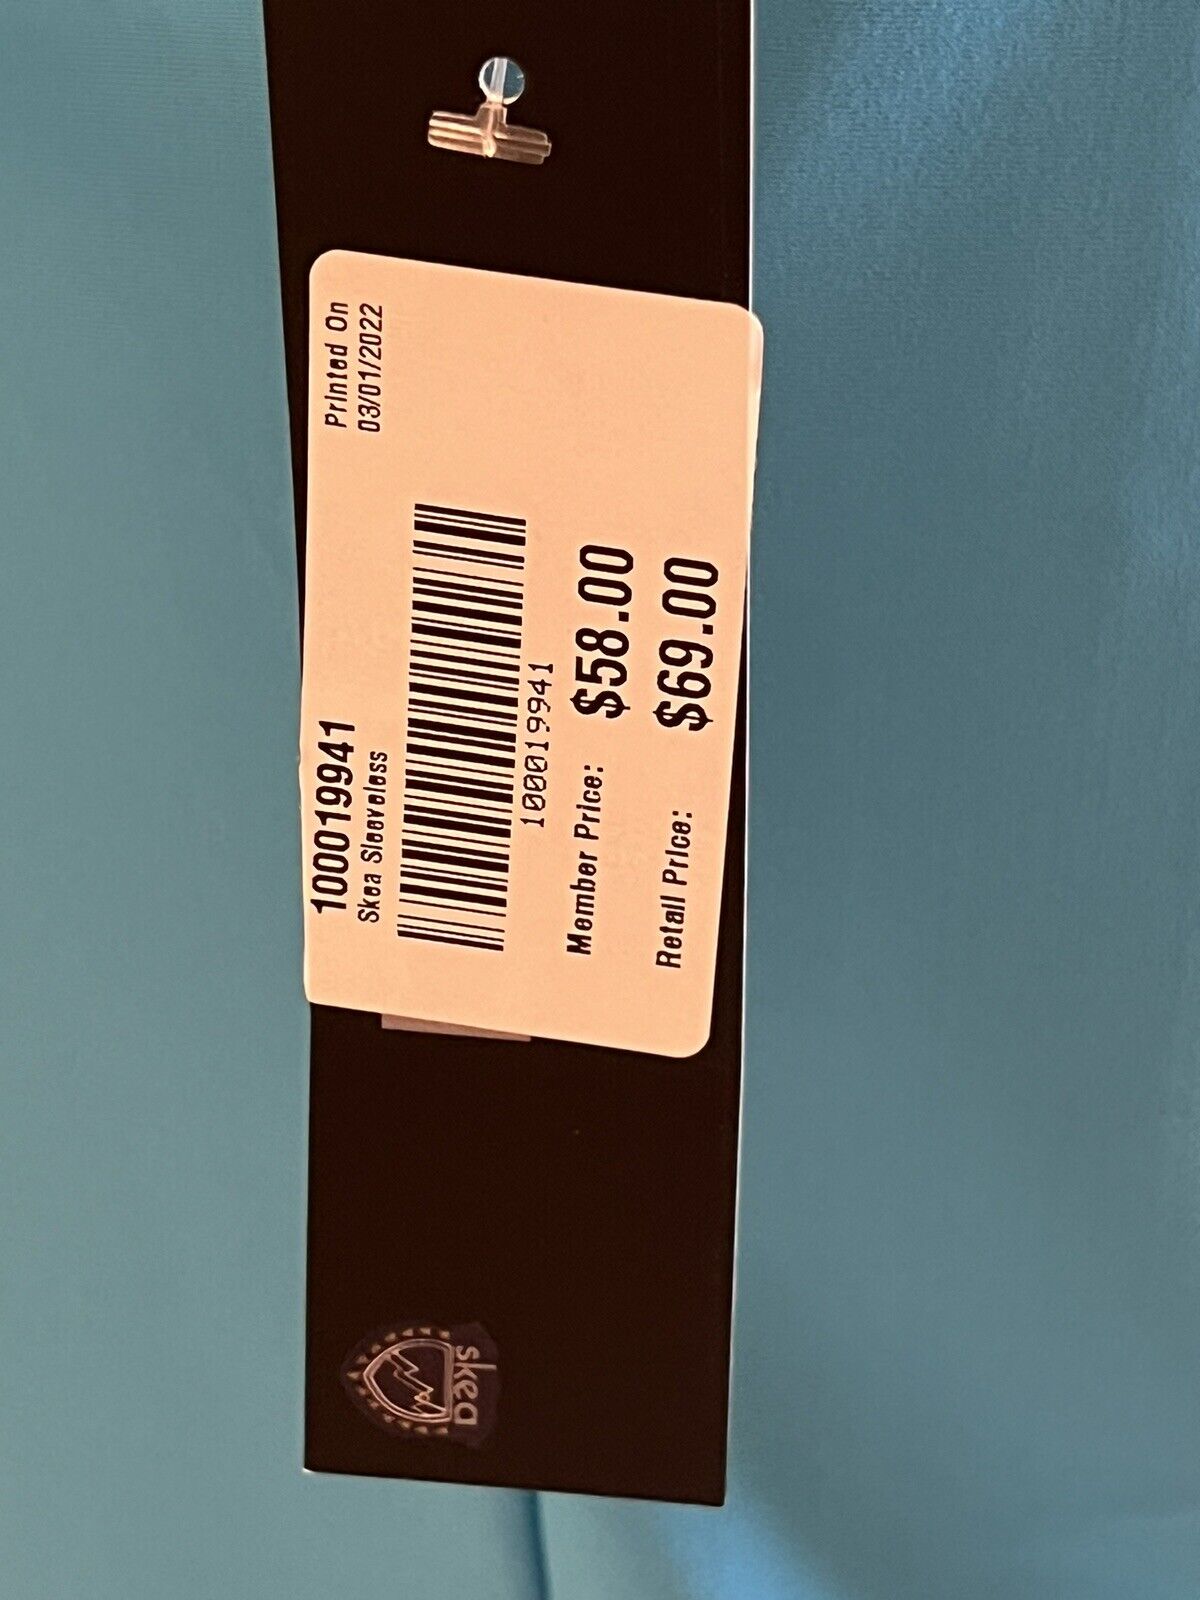 Printed On
03/01/2022
100019941
Skea Sleeveless
100019941
Member Price: $58.00
Retail Price: $69.00
skea